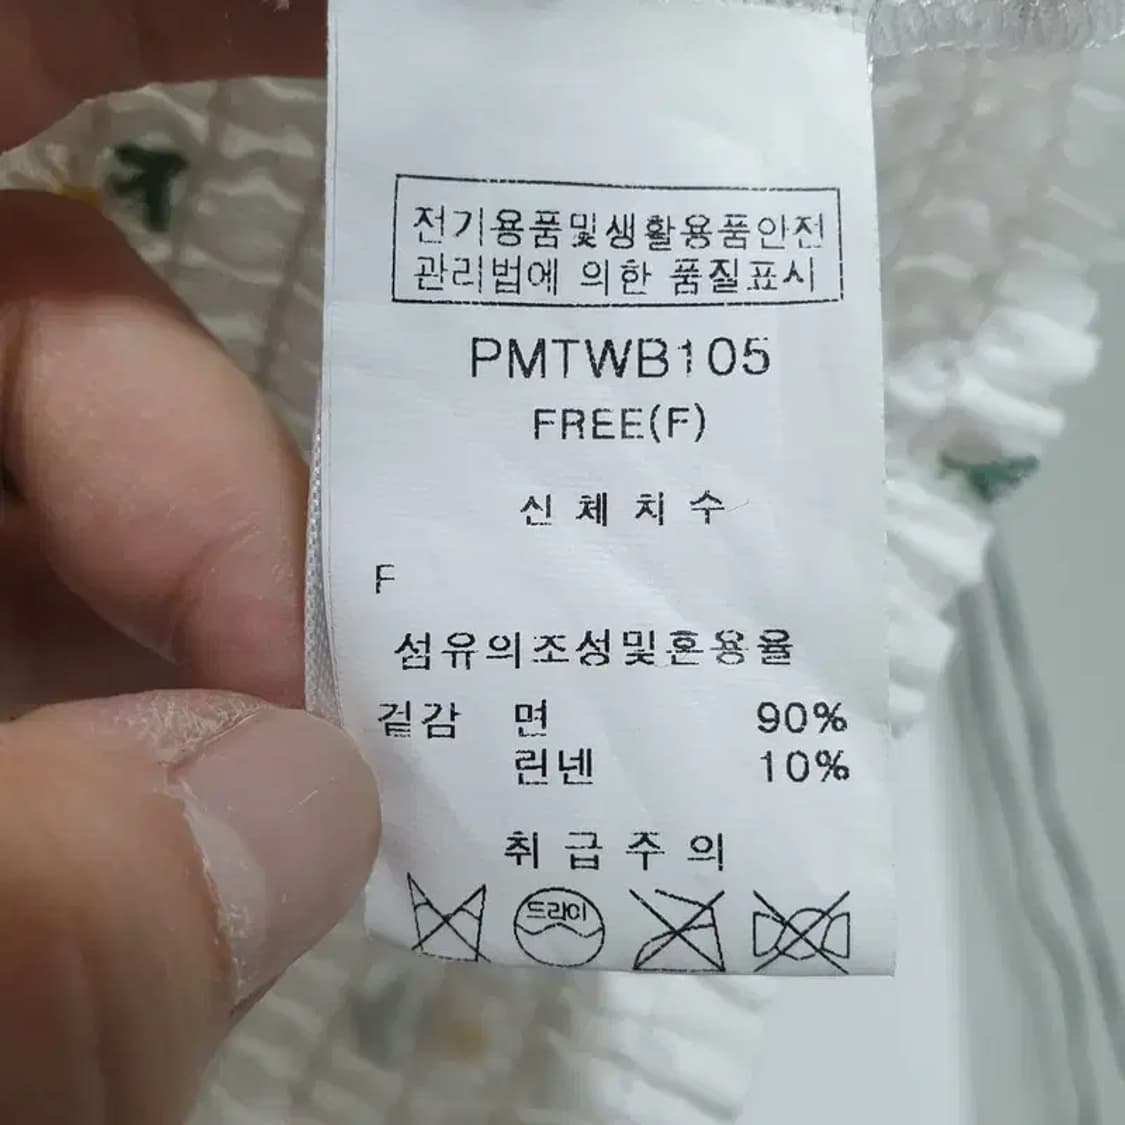 전기용품및생활용품안전
관리법에 의한 품질표시
PMTWB105
FREE(F)
신 체 치 수
F
섬유의조성및혼용율
겉감 면 90%
린넨 10%
취 급 주 의
드라이